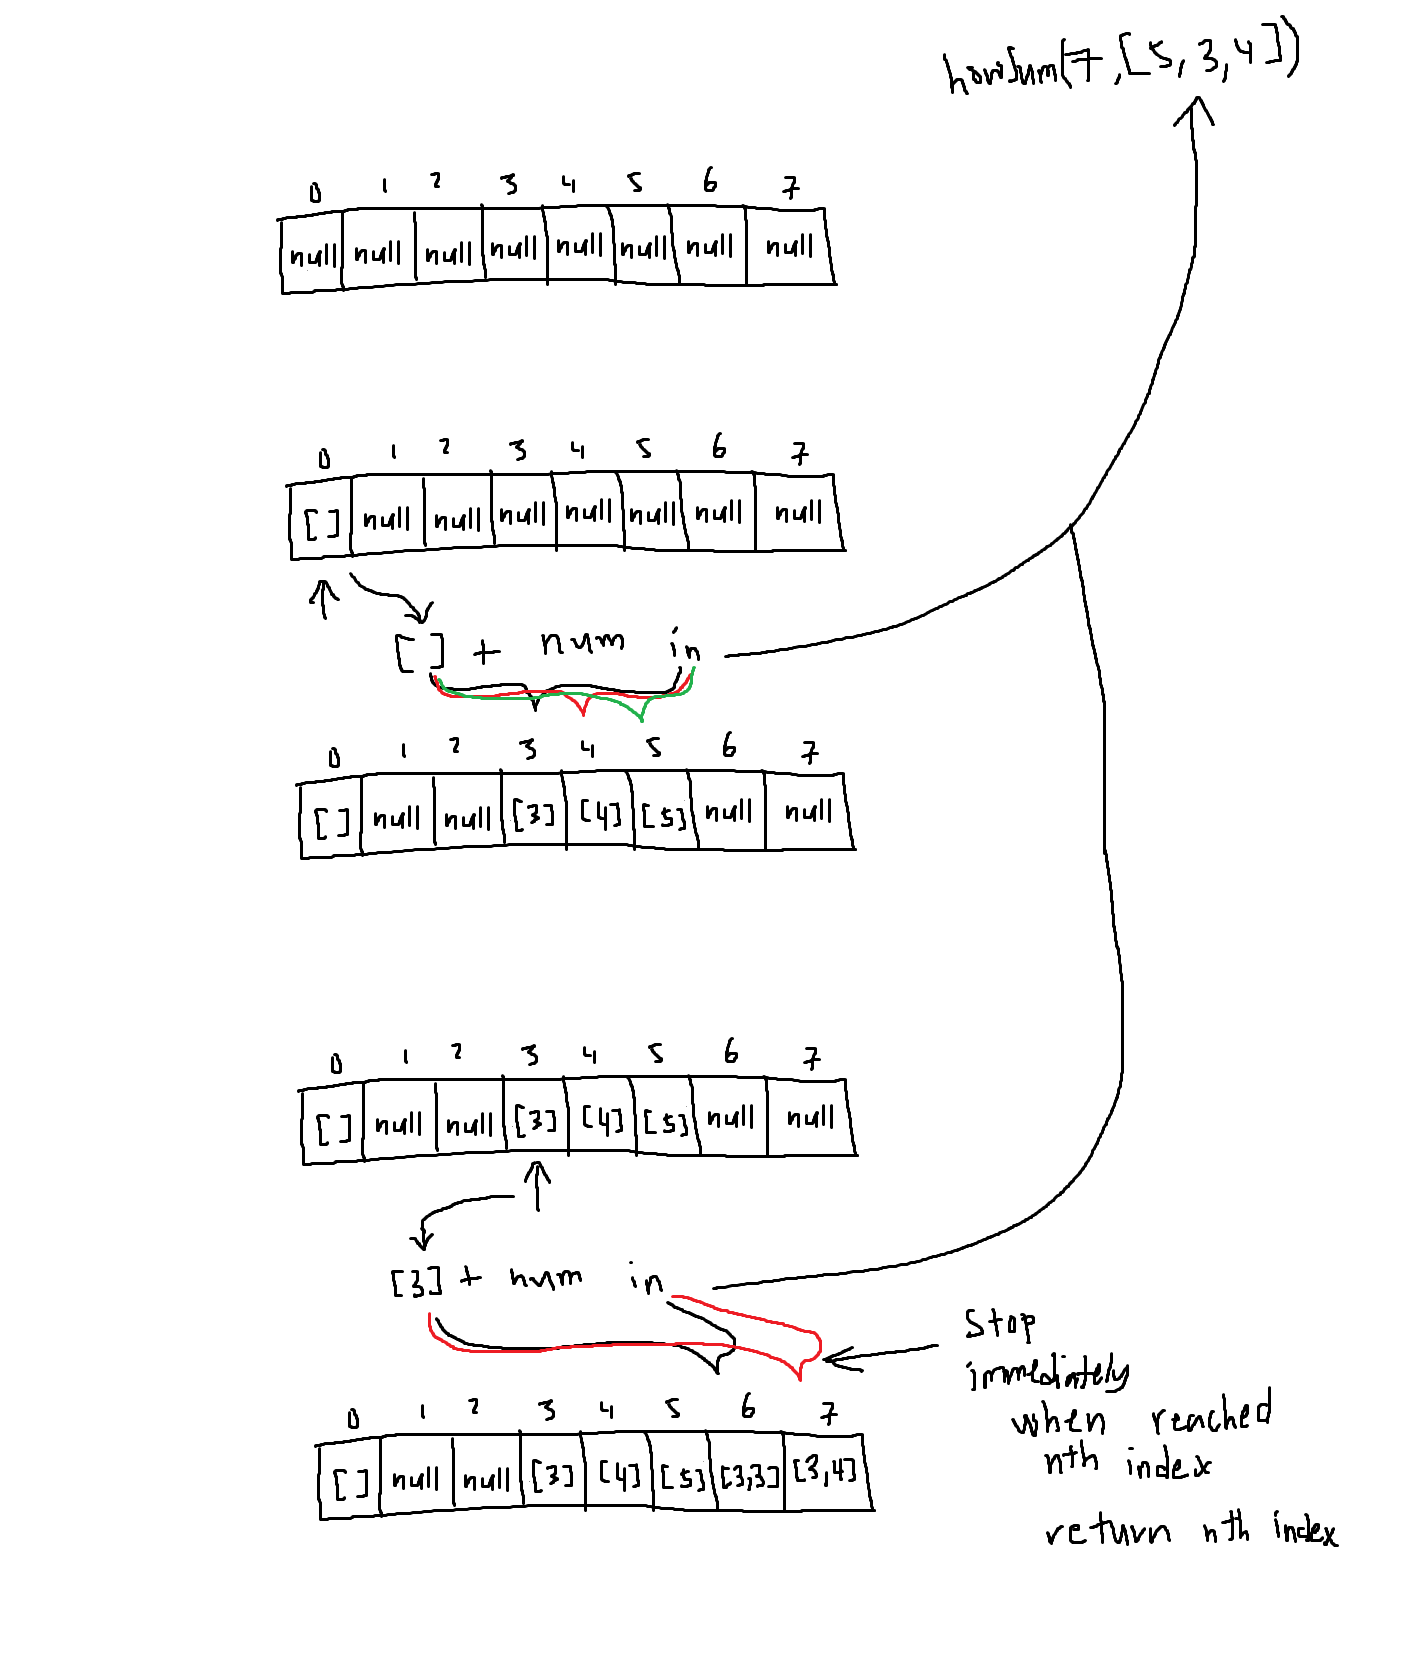 howSum(7,[5,3,4])
0 1 2 3 4 5 6 7
null null null null null null null null
0 1 2 3 4 5 6 7
[] null null null null null null null
[] + num in
0 1 2 3 4 5 6 7
[] null null [3] [4] [5] null null
0 1 2 3 4 5 6 7
[] null null [3] [4] [5] null null
[3] + num in
Stop
immediately
when reached
nth index
0 1 2 3 4 5 6 7
[] null null [3] [4] [5] [3,3] [3,4]
return nth index